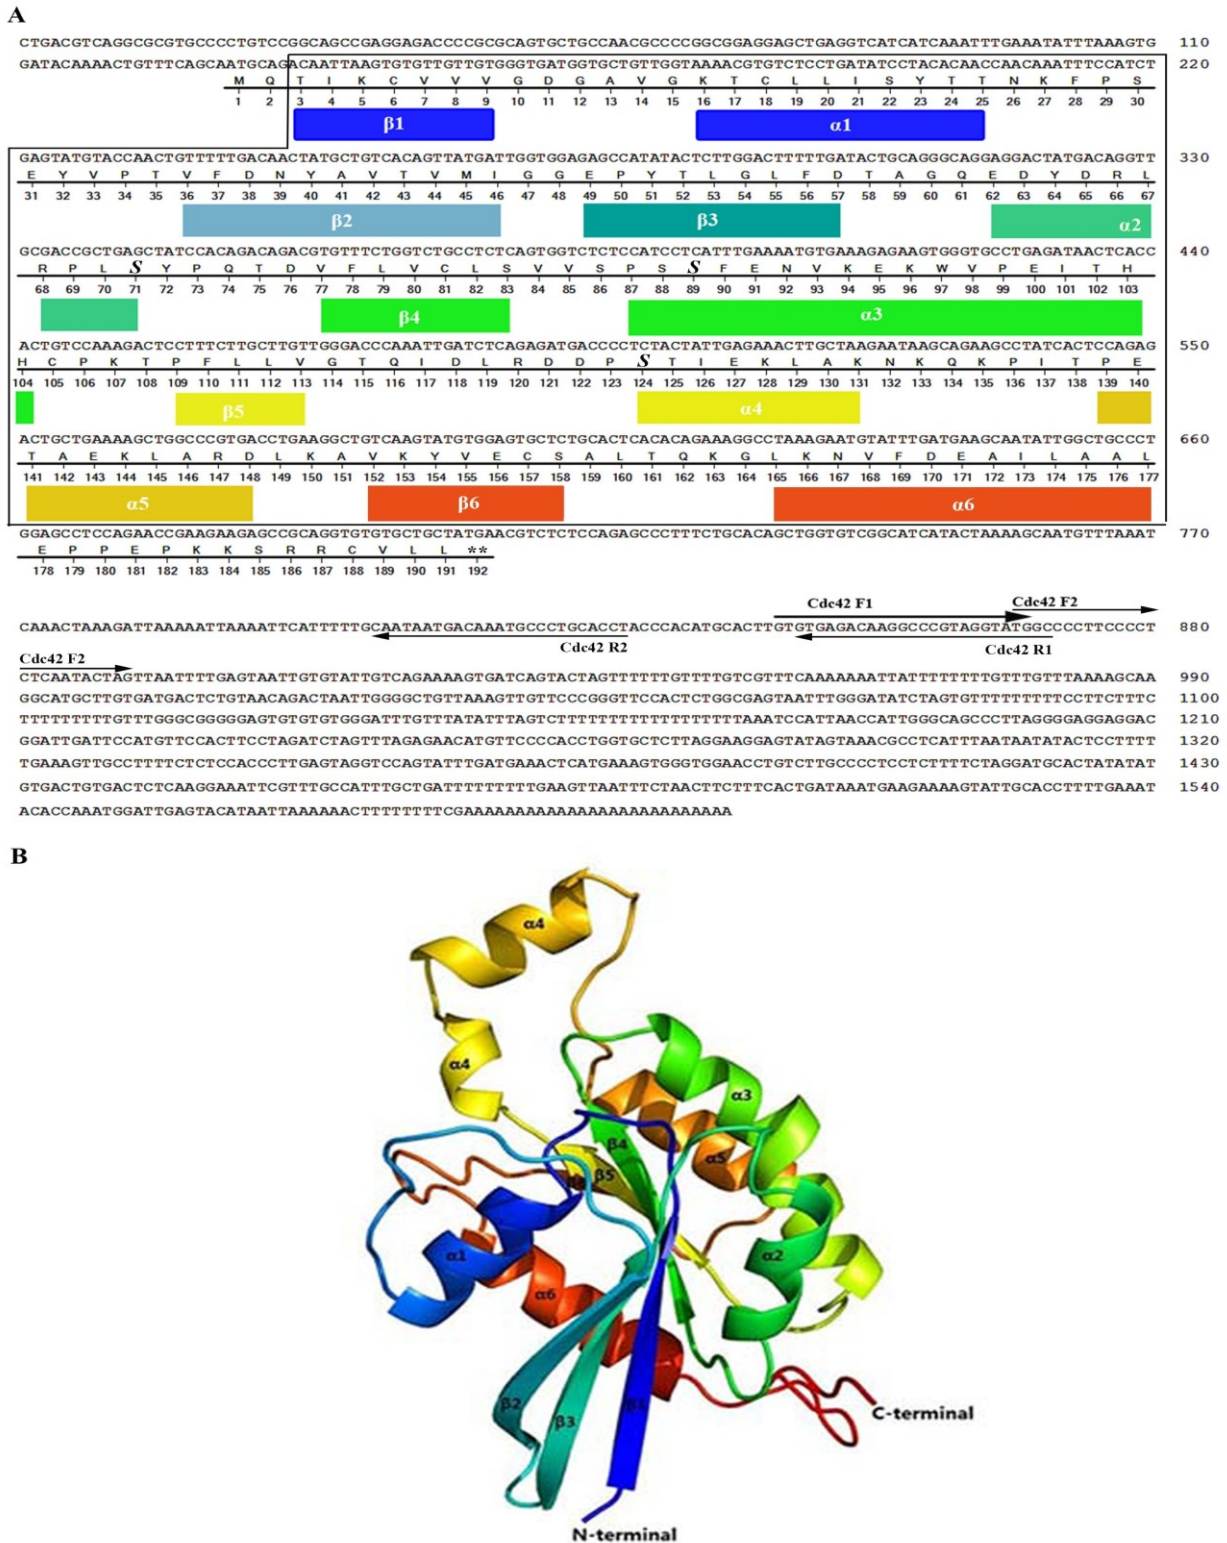 A
CTGACGTCAGGCGCGTGCCCCTGTCCGGCAGCCGAGGAGACCCCGCGCAGTGCTGCCAACGCCCCGGCGGAGGAGCTGAGGTCATCATCAAATTTGAAATATTTAAAGTG 110
GATACAAAACTGTTTCAGCAATGCAGACAATTAAGTGTGTTGTTGTGGGTGATGGTGCTGTTGGTAAAACGTGTCTCCTGATATCCTACACAACCAACAAATTTCCATCT 220
M Q T I K C V V V G D G A V G K T C L L I S Y T T N K F P S
1 2 3 4 5 6 7 8 9 10 11 12 13 14 15 16 17 18 19 20 21 22 23 24 25 26 27 28 29 30
β1 α1
GAGTATGTACCAACTGTTTTTGACAACTATGCTGTCACAGTTATGATTGGTGGAGAGCCATATACTCTTGGACTTTTTGATACTGCAGGGCAGGAGGACTATGACAGGTT 330
E Y V P T V F D N Y A V T V M I G G E P Y T L G L F D T A G Q E D Y D R L
31 32 33 34 35 36 37 38 39 40 41 42 43 44 45 46 47 48 49 50 51 52 53 54 55 56 57 58 59 60 61 62 63 64 65 66 67
β2 β3 α2
GCGACCGCTGAGCTATCCACAGACAGACGTGTTTCTGGTCTGCCTCTCAGTGGTCTCTCCATCCTCATTTGAAAATGTGAAAGAGAAGTGGGTGCCTGAGATAACTCACC 440
R P L S Y P Q T D V F L V C L S V V S P S S F E N V K E K W V P E I T H
68 69 70 71 72 73 74 75 76 77 78 79 80 81 82 83 84 85 86 87 88 89 90 91 92 93 94 95 96 97 98 99 100 101 102 103
β4 α3
ACTGTCCAAAGACTCCTTTCTTGCTTGTTGGGACCCAAATTGATCTCAGAGATGACCCCTCTACTATTGAGAAACTTGCTAAGAATAAGCAGAAGCCTATCACTCCAGAG 550
H C P K T P F L L V G T Q I D L R D D P S T I E K L A K N K Q K P I T P E
104 105 106 107 108 109 110 111 112 113 114 115 116 117 118 119 120 121 122 123 124 125 126 127 128 129 130 131 132 133 134 135 136 137 138 139 140
β5 α4
ACTGCTGAAAAGCTGGCCCGTGACCTGAAGGCTGTCAAGTATGTGGAGTGCTCTGCACTCACACAGAAAGGCCTAAAGAATGTATTTGATGAAGCAATATTGGCTGCCCT 660
T A E K L A R D L K A V K Y V E C S A L T Q K G L K N V F D E A I L A A L
141 142 143 144 145 146 147 148 149 150 151 152 153 154 155 156 157 158 159 160 161 162 163 164 165 166 167 168 169 170 171 172 173 174 175 176 177
α5 β6 α6
GGAGCCTCCAGAACCGAAGAAGAGCCGCAGGTGTGTGCTGCTATGAACGTCTCTCCAGAGCCCTTTCTGCACAGCTGGTGTCGGCATCATACTAAAAGCAATGTTTAAAT 770
E P P E P K K S R R C V L L **
178 179 180 181 182 183 184 185 186 187 188 189 190 191 192
Cdc42 F1 Cdc42 F2
CAAACTAAAGATTAAAAATTAAAATTCATTTTTGCAATAATGACAAATGCCCTGCACCTACCCACATGCACTTGTGTGAGACAAGGCCCGTAGGTATGGCCCCTTCCCCT 880
Cdc42 R2 Cdc42 R1
Cdc42 F2
CTCAATACTAGTTAATTTTGAGTAATTGTGTATTGTCAGAAAAGTGATCAGTACTAGTTTTTTGTTTTGTCGTTTCAAAAAAATTATTTTTTTTGTTTGTTTAAAAGCAA 990
GGCATGCTTGTGATGACTCTGTAACAGACTAATTGGGGCTGTTAAAGTTGTTCCCGGGTTCCACTCTGGCGAGTAATTTGGGATATCTAGTGTTTTTTTTTTCCTTCTTTC 1100
TTTTTTTTTGTTTGGGCGGGGGAGTGTGTGTGGGATTTGTTTATATTTAGTCTTTTTTTTTTTTTTTTTTTAAATCCATTAACCATTGGGCAGCCCTTAGGGGAGGAGGAC 1210
GGATTGATTCCATGTTCCACTTCCTAGATCTAGTTTAGAGAACATGTTCCCCACCTGGTGCTCTTAGGAAGGAGTATAGTAAACGCCTCATTTAATAATATACTCCTTTT 1320
TGAAAGTTGCCTTTTCTCTCCACCCTTGAGTAGGTCCAGTATTTGATGAAACTCATGAAAGTGGGTGGAACCTGTCTTGCCCCTCCTCTTTTCTAGGATGCACTATATAT 1430
GTGACTGTGACTCTCAAGGAAATTCGTTTGCCATTTGCTGATTTTTTTTTGAAGTTAATTTCTAACTTCTTTCACTGATAAATGAAGAAAAGTATTGCACCTTTTGAAAT 1540
ACACCAAATGGATTGAGTACATAATTAAAAAACTTTTTTTTCGAAAAAAAAAAAAAAAAAAAAAAAAAA
B
α4
α4
α3
β4
α5
β5
α1
α2
α6
β2
β3
β1
C-terminal
N-terminal